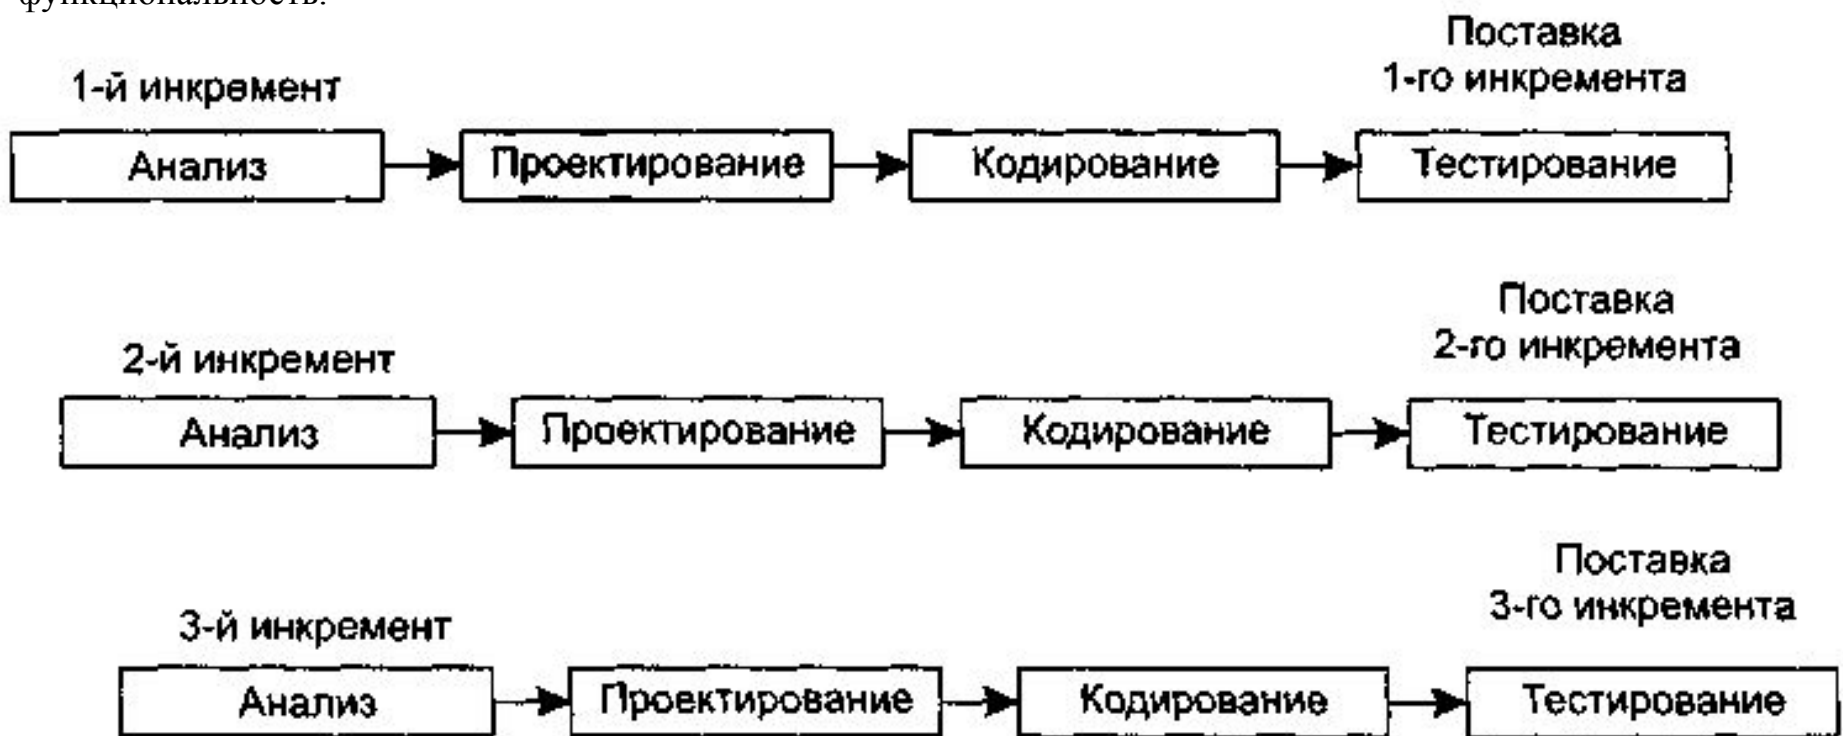 функциональность.
Поставка
1-й инкремент
1-го инкремента
Анализ
Проектирование
Кодирование
Тестирование
Поставка
2-й инкремент
2-го инкремента
Анализ
Проектирование
Кодирование
Тестирование
Поставка
3-й инкремент
3-го инкремента
Анализ
Проектирование
Кодирование
Тестирование